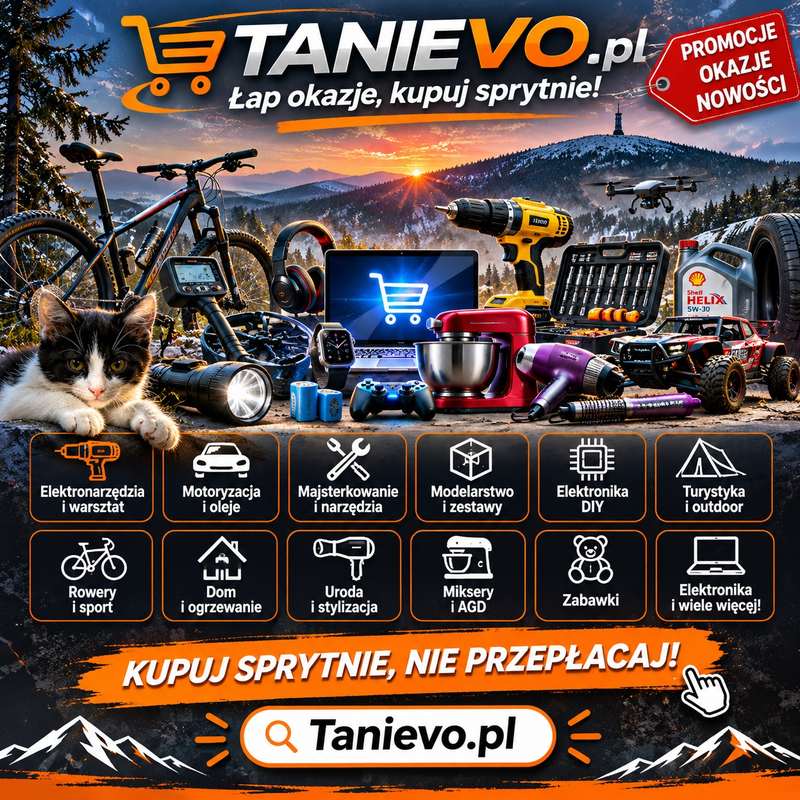 TANIEVO.pl
Łap okazje, kupuj sprytnie!
PROMOCJE
OKAZJE
NOWOŚCI
Shell
HELIX
5W-30
Elektronarzędzia
i warsztat
Motoryzacja
i oleje
Majsterkowanie
i narzędzia
Modelarstwo
i zestawy
Elektronika
DIY
Turystyka
i outdoor
Rowery
i sport
Dom
i ogrzewanie
Uroda
i stylizacja
Miksery
i AGD
Zabawki
Elektronika
i wiele więcej!
KUPUJ SPRYTNIE, NIE PRZEPŁACAJ!
Tanievo.pl